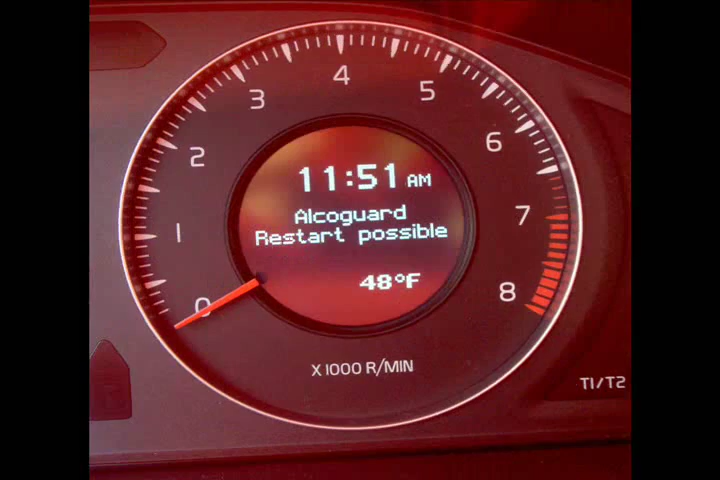 4
3
5
2
6
11:51 AM
Alcoguard
7
1
Restart possible
48°F
8
0
X 1000 R/MIN
T1/T2